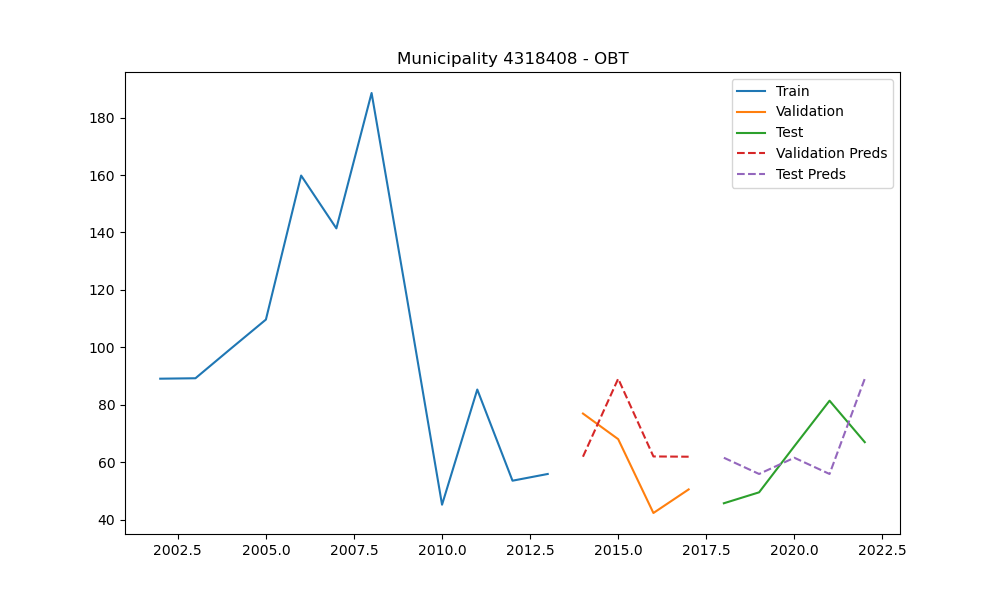 Municipality 4318408 - OBT
Train
Validation
Test
Validation Preds
Test Preds
180
160
140
120
100
80
60
40
2002.5 2005.0 2007.5 2010.0 2012.5 2015.0 2017.5 2020.0 2022.5